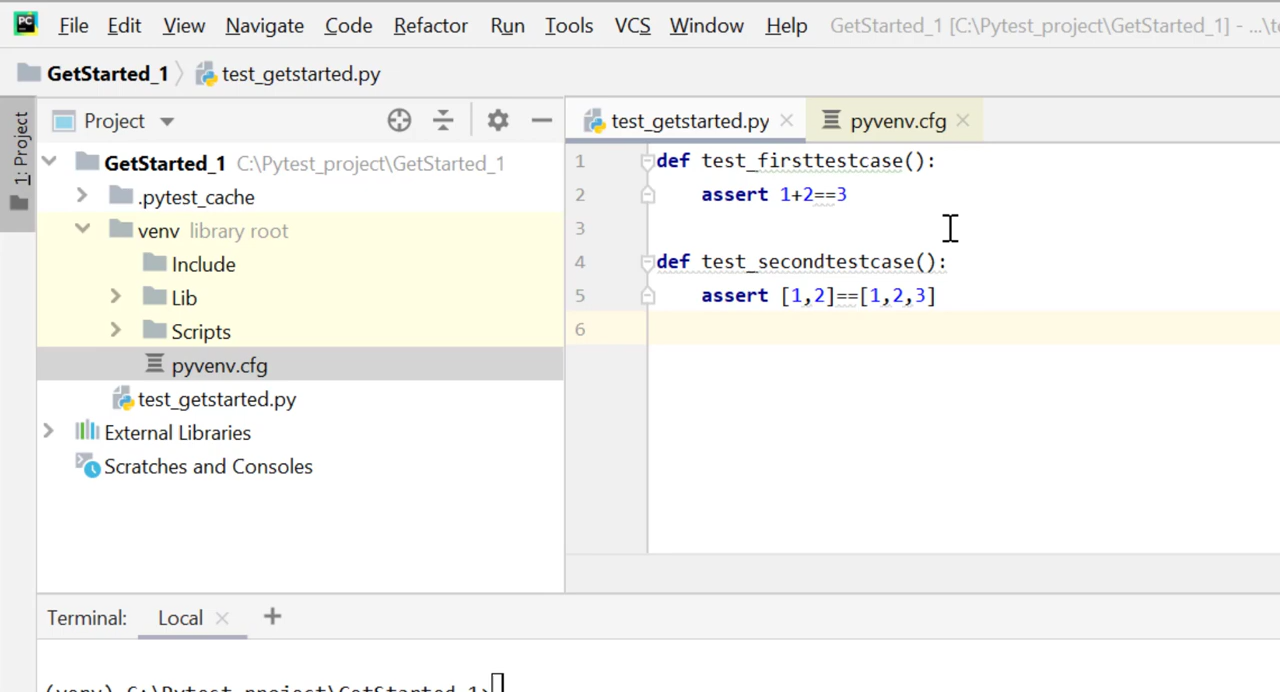 PC File Edit View Navigate Code Refactor Run Tools VCS Window Help GetStarted_1 [C:\Pytest_project\GetStarted_1] - ...\te
GetStarted_1 test_getstarted.py
1: Project
Project
GetStarted_1 C:\Pytest_project\GetStarted_1
.pytest_cache
venv library root
Include
Lib
Scripts
pyvenv.cfg
test_getstarted.py
External Libraries
Scratches and Consoles
test_getstarted.py pyvenv.cfg
1 def test_firsttestcase():
2 assert 1+2==3
3
4 def test_secondtestcase():
5 assert [1,2]==[1,2,3]
6
Terminal: Local +
(venv) C:\Pytest_project\GetStarted_1>